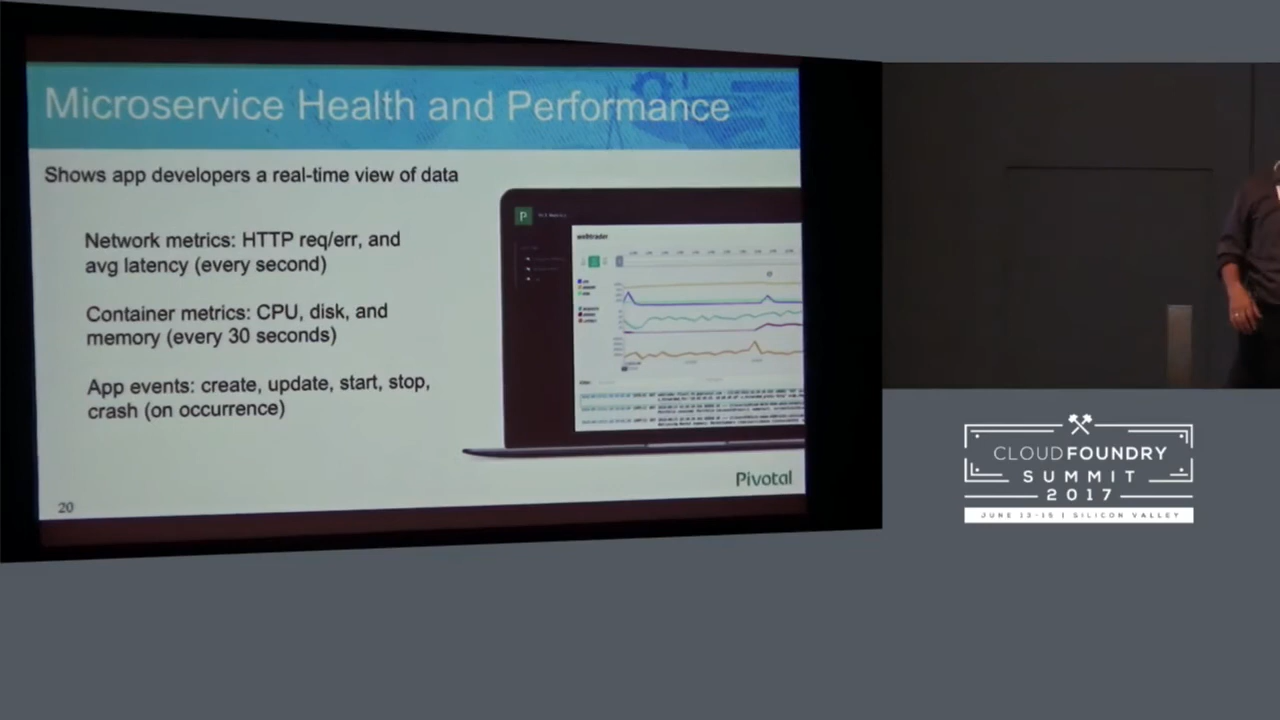 Microservice Health and Performance
Shows app developers a real-time view of data
Network metrics: HTTP req/err, and
avg latency (every second)
Container metrics: CPU, disk, and
memory (every 30 seconds)
App events: create, update, start, stop,
crash (on occurrence)
P
webtrader
Pivotal
20
CLOUDFOUNDRY
SUMMIT
2017
JUNE 13-15 | SILICON VALLEY